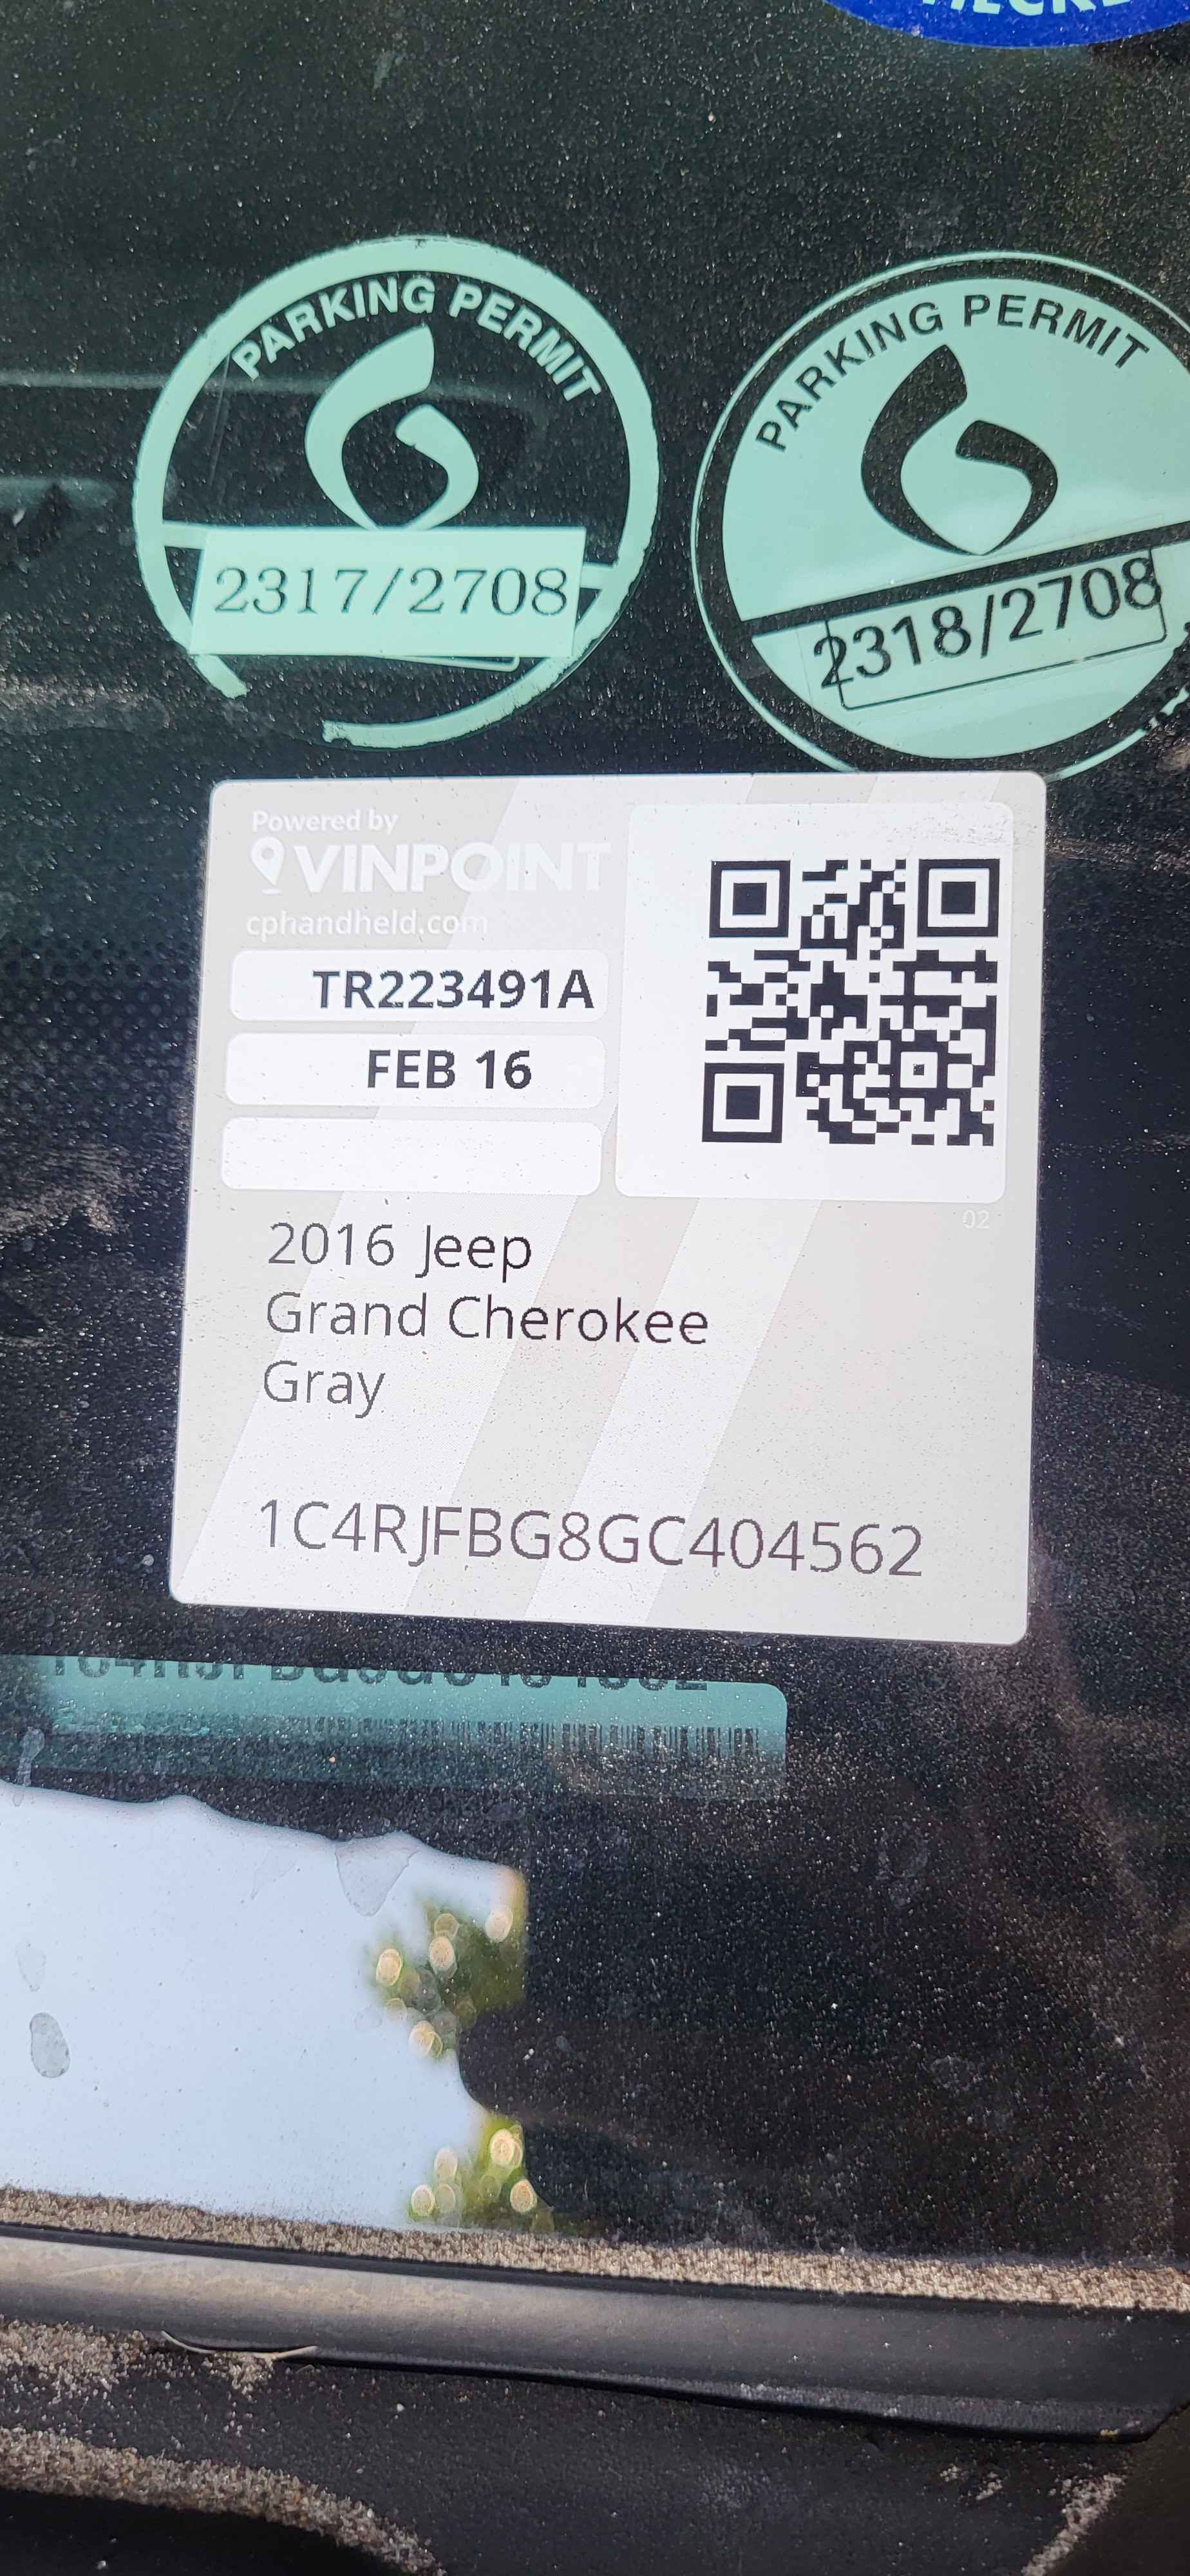 PARKING PERMIT
2317/2708
PARKING PERMIT
2318/2708
Powered by
VINPOINT
cphandheld.com
TR223491A
FEB 16
02
2016 Jeep
Grand Cherokee
Gray
1C4RJFBG8GC404562